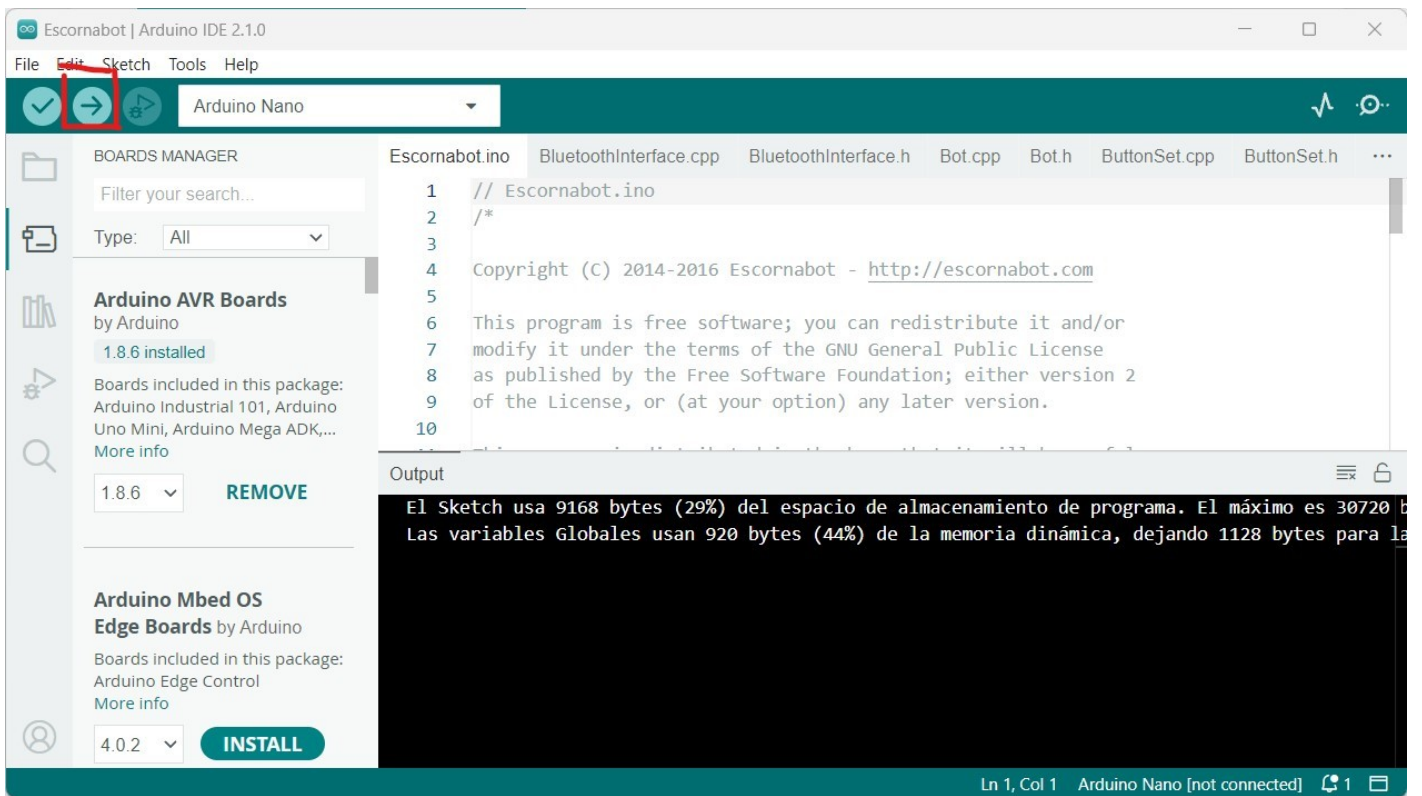 Escornabot | Arduino IDE 2.1.0
File Edit Sketch Tools Help
Arduino Nano
BOARDS MANAGER
Filter your search...
Type: All
Arduino AVR Boards
by Arduino
1.8.6 installed
Boards included in this package:
Arduino Industrial 101, Arduino
Uno Mini, Arduino Mega ADK,...
More info
1.8.6 REMOVE
Arduino Mbed OS
Edge Boards by Arduino
Boards included in this package:
Arduino Edge Control
More info
4.0.2 INSTALL
Escornabot.ino BluetoothInterface.cpp BluetoothInterface.h Bot.cpp Bot.h ButtonSet.cpp ButtonSet.h ...
1 // Escornabot.ino
2 /*
3
4 Copyright (C) 2014-2016 Escornabot - http://escornabot.com
5
6 This program is free software; you can redistribute it and/or
7 modify it under the terms of the GNU General Public License
8 as published by the Free Software Foundation; either version 2
9 of the License, or (at your option) any later version.
10
Output
El Sketch usa 9168 bytes (29%) del espacio de almacenamiento de programa. El máximo es 30720 b
Las variables Globales usan 920 bytes (44%) de la memoria dinámica, dejando 1128 bytes para la
Ln 1, Col 1 Arduino Nano [not connected] 1